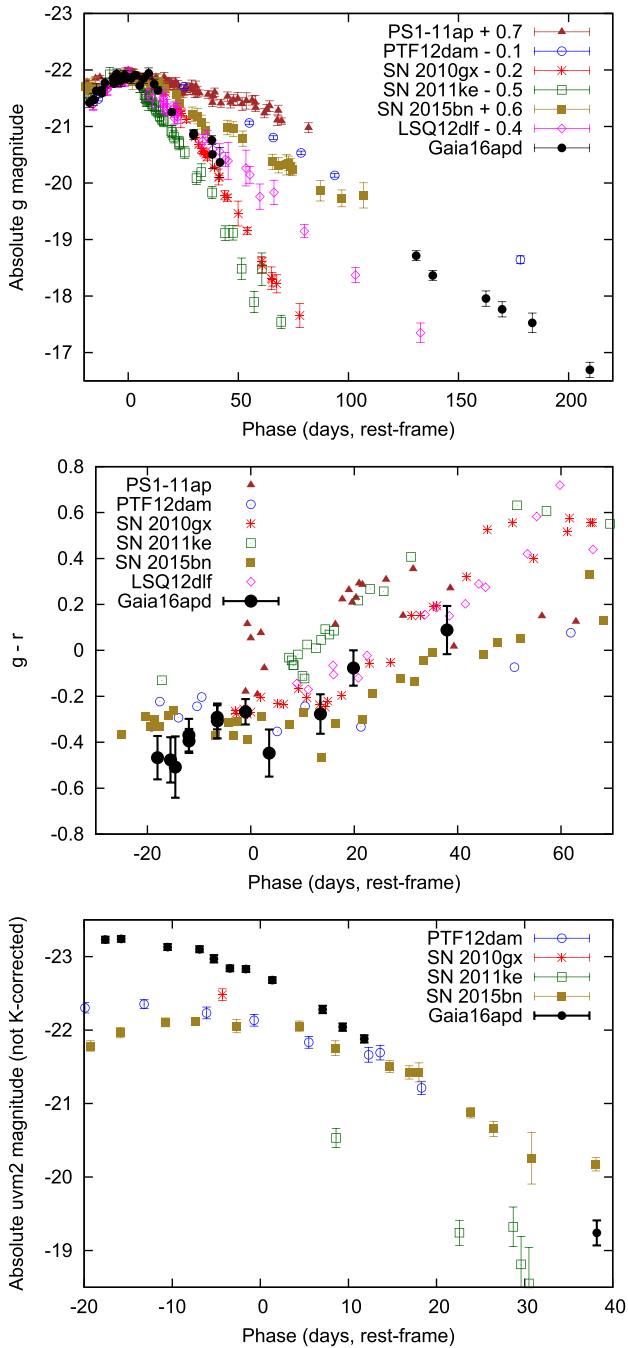 -22
-21
-20
-19
-18
-17
Absolute g magnitude
PS1-11ap + 0.7
PTF12dam - 0.1
SN 2010gx - 0.2
SN 2011ke - 0.5
SN 2015bn + 0.6
LSQ12dlf - 0.4
Gaia16apd
0 50 100 150 200
Phase (days, rest-frame)
0.8
0.6
0.4
0.2
0
-0.2
-0.4
-0.6
-0.8
g - r
PS1-11ap
PTF12dam
SN 2010gx
SN 2011ke
SN 2015bn
LSQ12dlf
Gaia16apd
-20 0 20 40 60
Phase (days, rest-frame)
-23
-22
-21
-20
-19
Absolute uvm2 magnitude (not K-corrected)
PTF12dam
SN 2010gx
SN 2011ke
SN 2015bn
Gaia16apd
-20 -10 0 10 20 30 40
Phase (days, rest-frame)